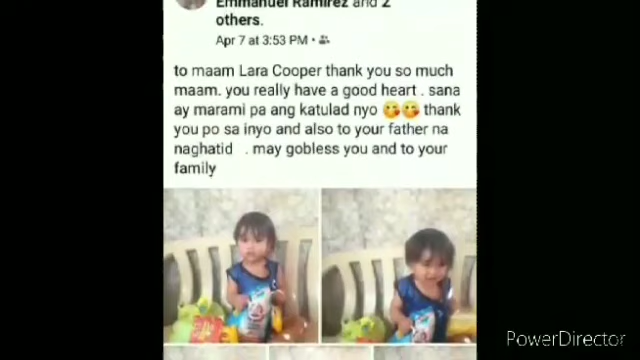 Emmanuel Ramirez and 2
others.
Apr 7 at 3:53 PM •
to maam Lara Cooper thank you so much
maam. you really have a good heart . sana
ay marami pa ang katulad nyo 😋😋 thank
you po sa inyo and also to your father na
naghatid . may gobless you and to your
family
PowerDirector